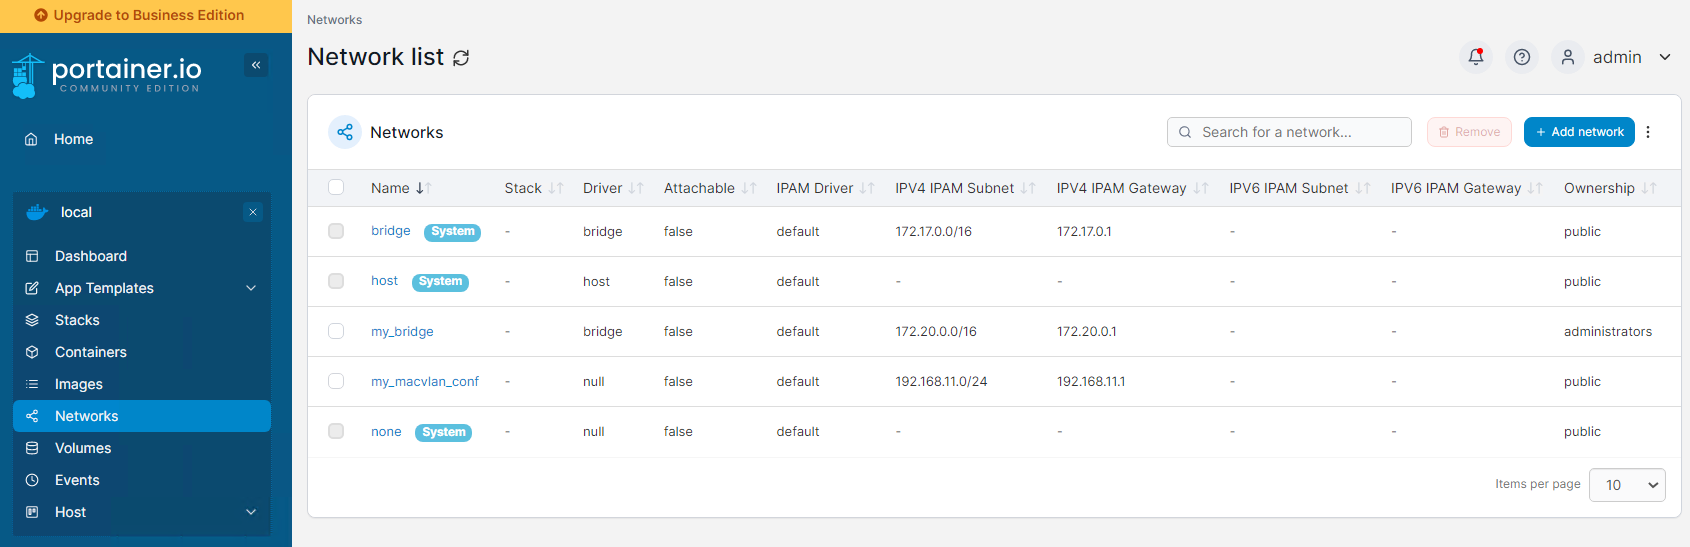 Upgrade to Business Edition
portainer.io
COMMUNITY EDITION
Home
local
Dashboard
App Templates
Stacks
Containers
Images
Networks
Volumes
Events
Host
Networks
Network list
admin
Networks
Search for a network...
Remove
+ Add network
Name Stack Driver Attachable IPAM Driver IPV4 IPAM Subnet IPV4 IPAM Gateway IPV6 IPAM Subnet IPV6 IPAM Gateway Ownership
bridge System - bridge false default 172.17.0.0/16 172.17.0.1 - - public
host System - host false default - - - - public
my_bridge - bridge false default 172.20.0.0/16 172.20.0.1 - - administrators
my_macvlan_conf - null false default 192.168.11.0/24 192.168.11.1 - - public
none System - null false default - - - - public
Items per page 10